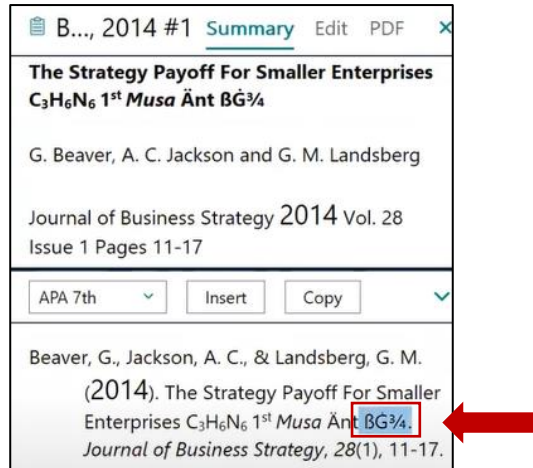 B..., 2014 #1 Summary Edit PDF ×
The Strategy Payoff For Smaller Enterprises
C₃H₆N₆ 1ˢᵗ Musa Änt ßĠ¾
G. Beaver, A. C. Jackson and G. M. Landsberg
Journal of Business Strategy 2014 Vol. 28
Issue 1 Pages 11-17
APA 7th Insert Copy
Beaver, G., Jackson, A. C., & Landsberg, G. M.
(2014). The Strategy Payoff For Smaller
Enterprises C₃H₆N₆ 1ˢᵗ Musa Änt ßĠ¾.
Journal of Business Strategy, 28(1), 11-17.